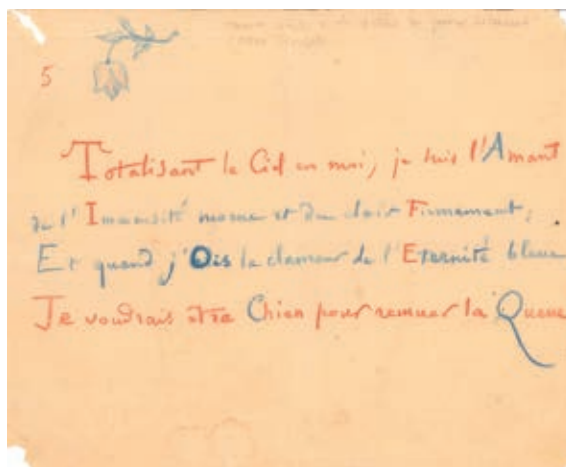 5
Totalisant le Ciel en moi, je suis l'Amant
de l'Immensité morne et du clair Firmament;
Et quand j'Ois la clameur de l'Eternité bleue
Je voudrais être Chien pour remuer la Queue